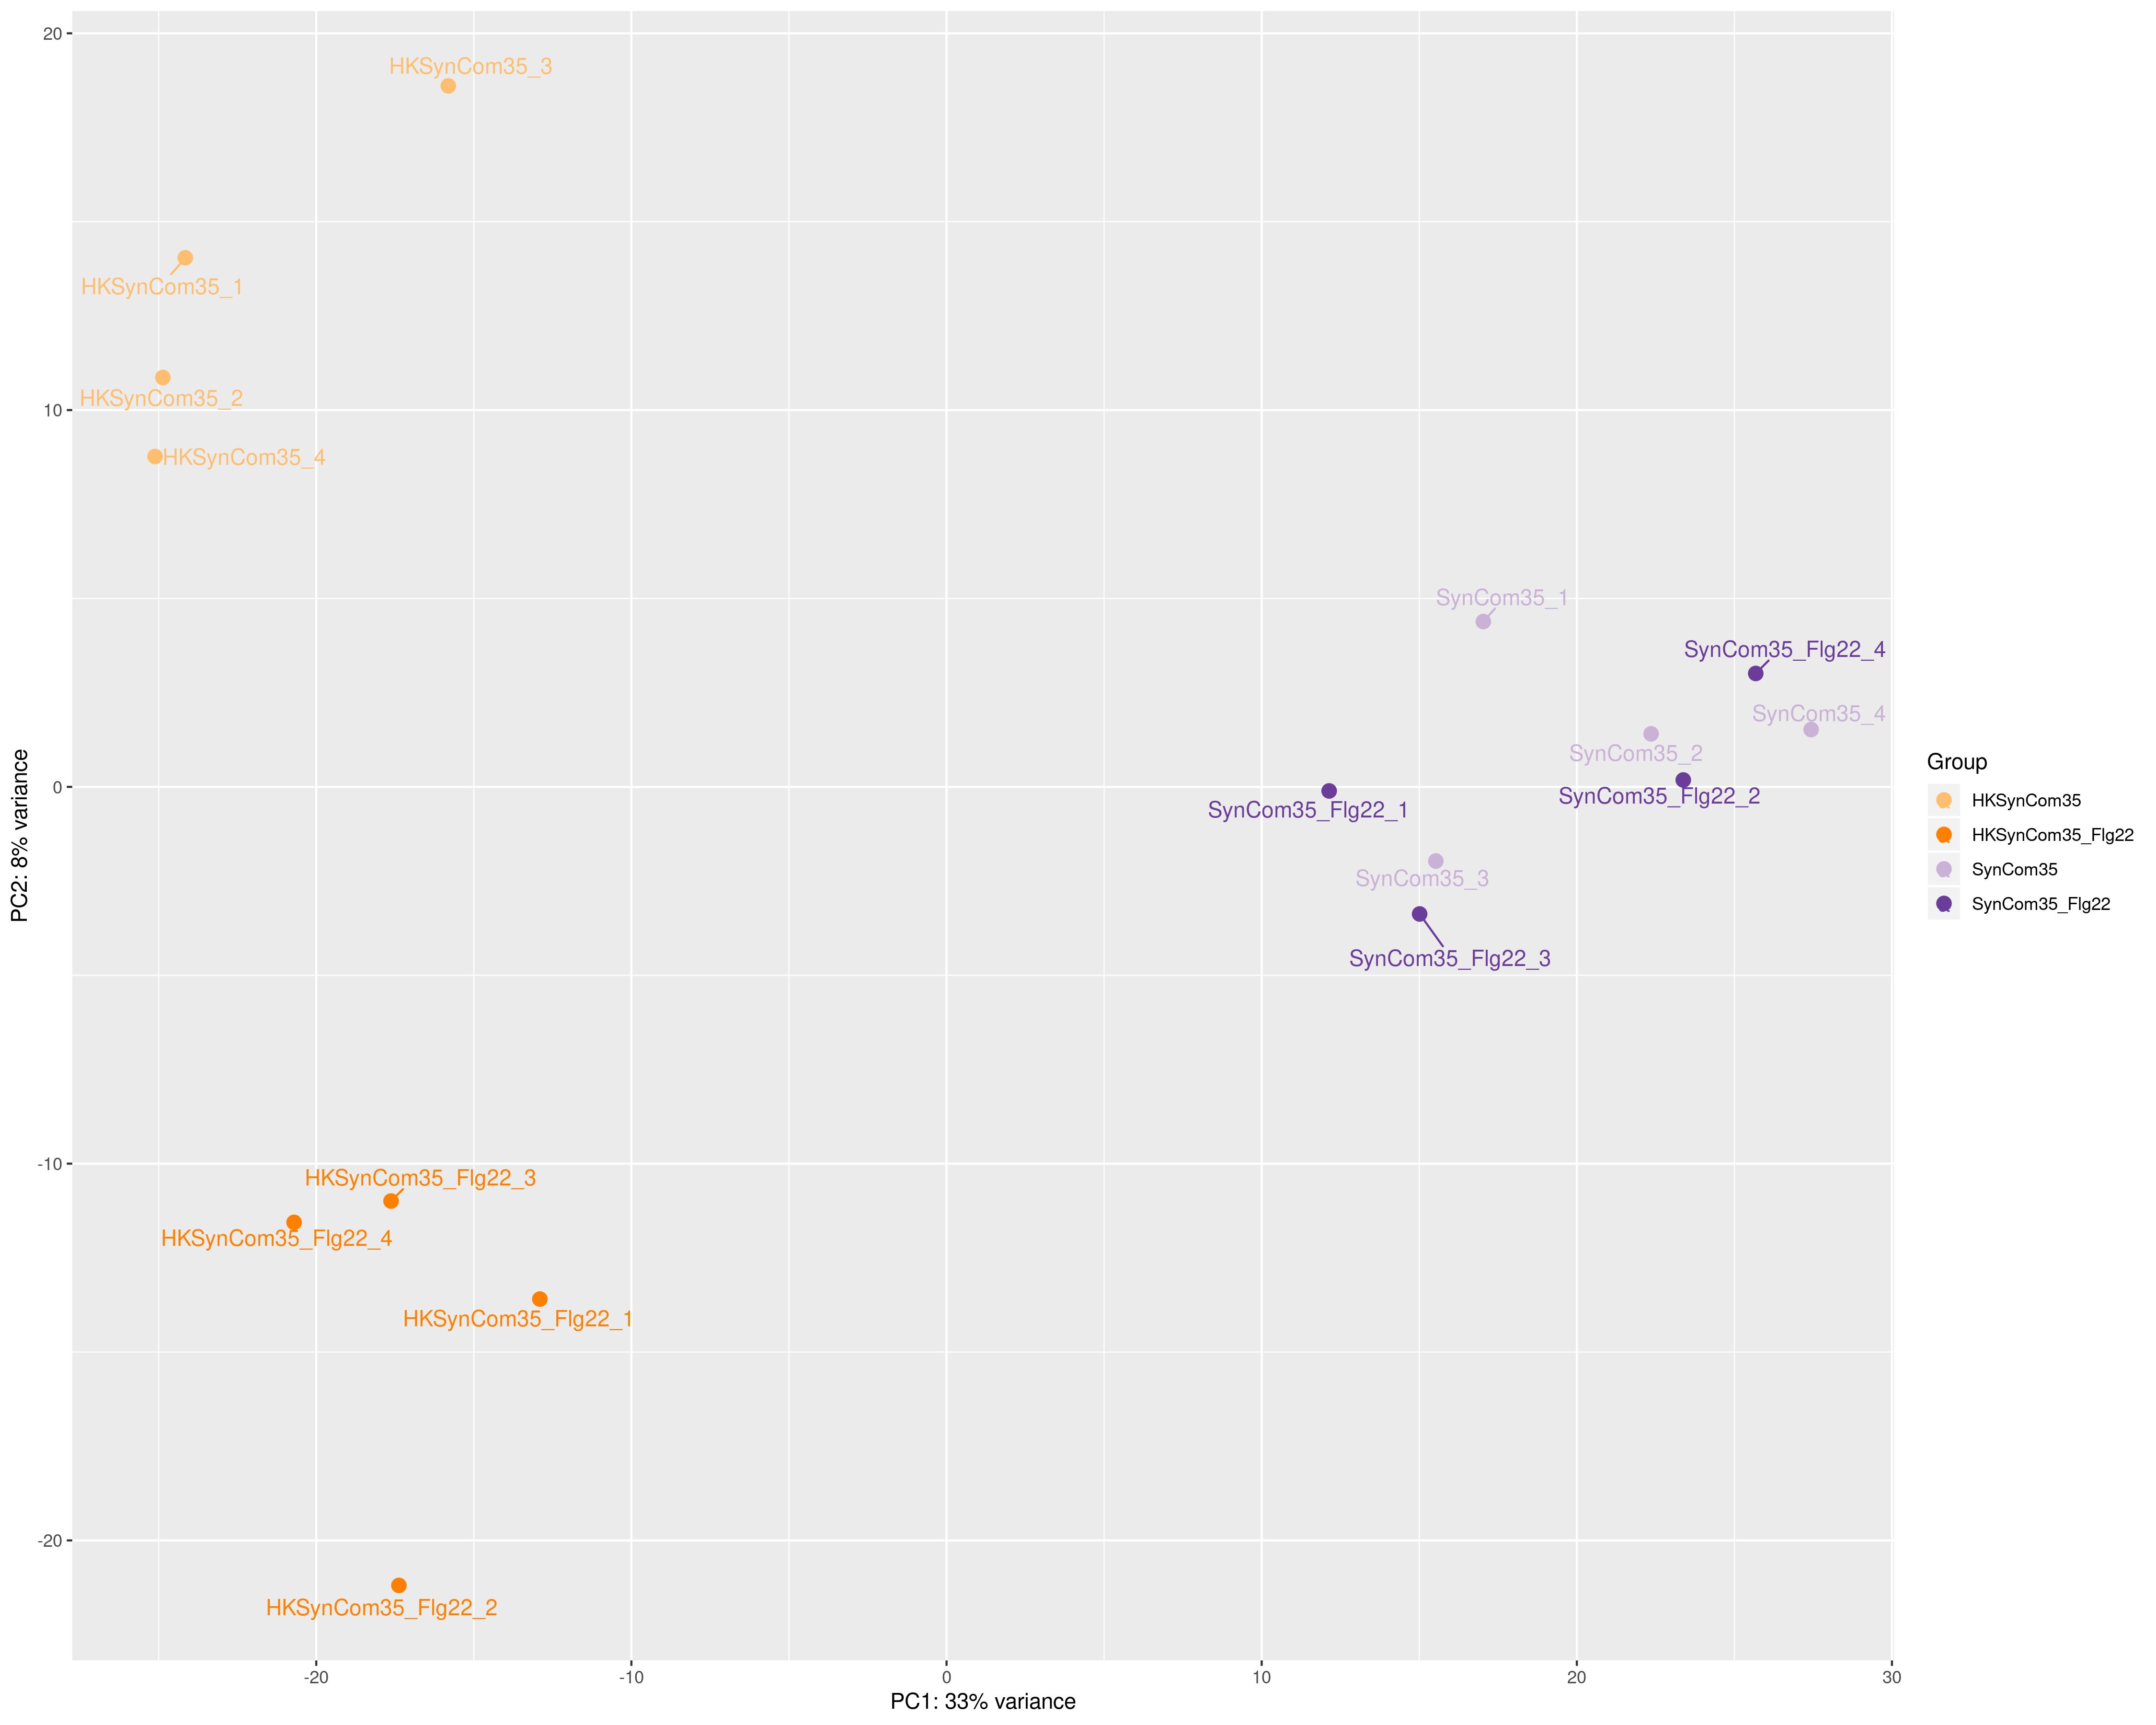 20
HKSynCom35_3
HKSynCom35_1
HKSynCom35_2
10
HKSynCom35_4
SynCom35_1
SynCom35_Flg22_4
SynCom35_4
SynCom35_2
0
SynCom35_Flg22_2
SynCom35_Flg22_1
SynCom35_3
SynCom35_Flg22_3
PC2: 8% variance
-10
HKSynCom35_Flg22_3
HKSynCom35_Flg22_4
HKSynCom35_Flg22_1
-20
HKSynCom35_Flg22_2
-20 -10 0 10 20 30
PC1: 33% variance
Group
HKSynCom35
HKSynCom35_Flg22
SynCom35
SynCom35_Flg22